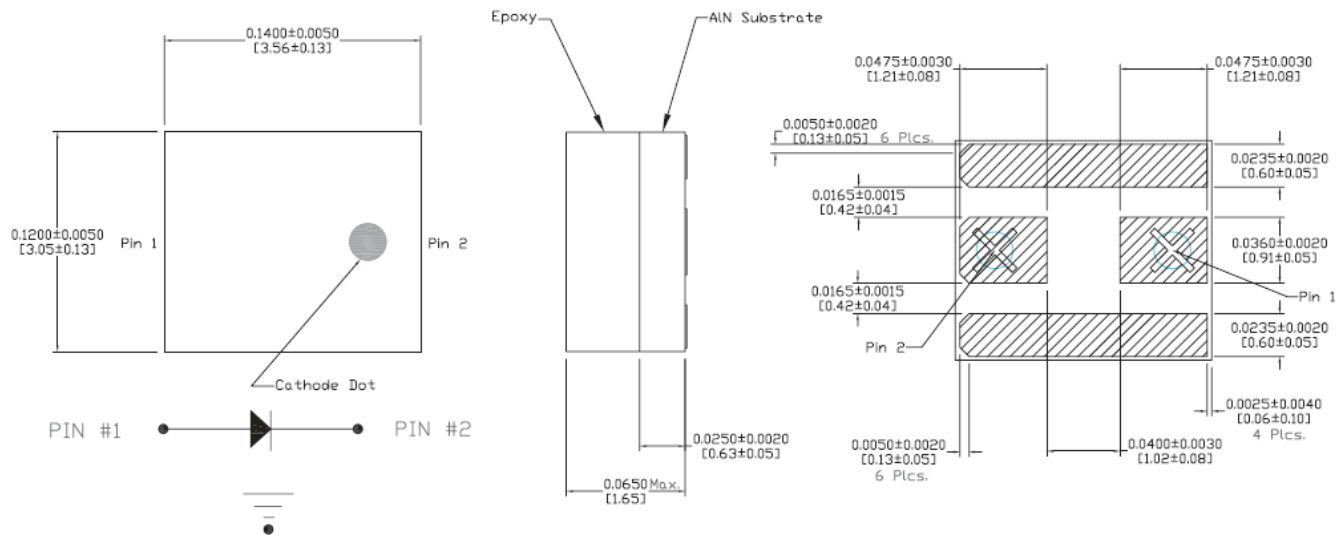 0.1400±0.0050
[3.56±0.13]
0.1200±0.0050
[3.05±0.13]
Pin 1
Pin 2
Cathode Dot
PIN #1
PIN #2
Epoxy
AlN Substrate
0.0250±0.0020
[0.63±0.05]
0.0650 Max.
[1.65]
0.0475±0.0030
[1.21±0.08]
0.0475±0.0030
[1.21±0.08]
0.0050±0.0020
[0.13±0.05] 6 Plcs.
0.0235±0.0020
[0.60±0.05]
0.0165±0.0015
[0.42±0.04]
0.0360±0.0020
[0.91±0.05]
0.0165±0.0015
[0.42±0.04]
Pin 1
Pin 2
0.0235±0.0020
[0.60±0.05]
0.0025±0.0040
[0.06±0.10]
4 Plcs.
0.0050±0.0020
[0.13±0.05]
6 Plcs.
0.0400±0.0030
[1.02±0.08]